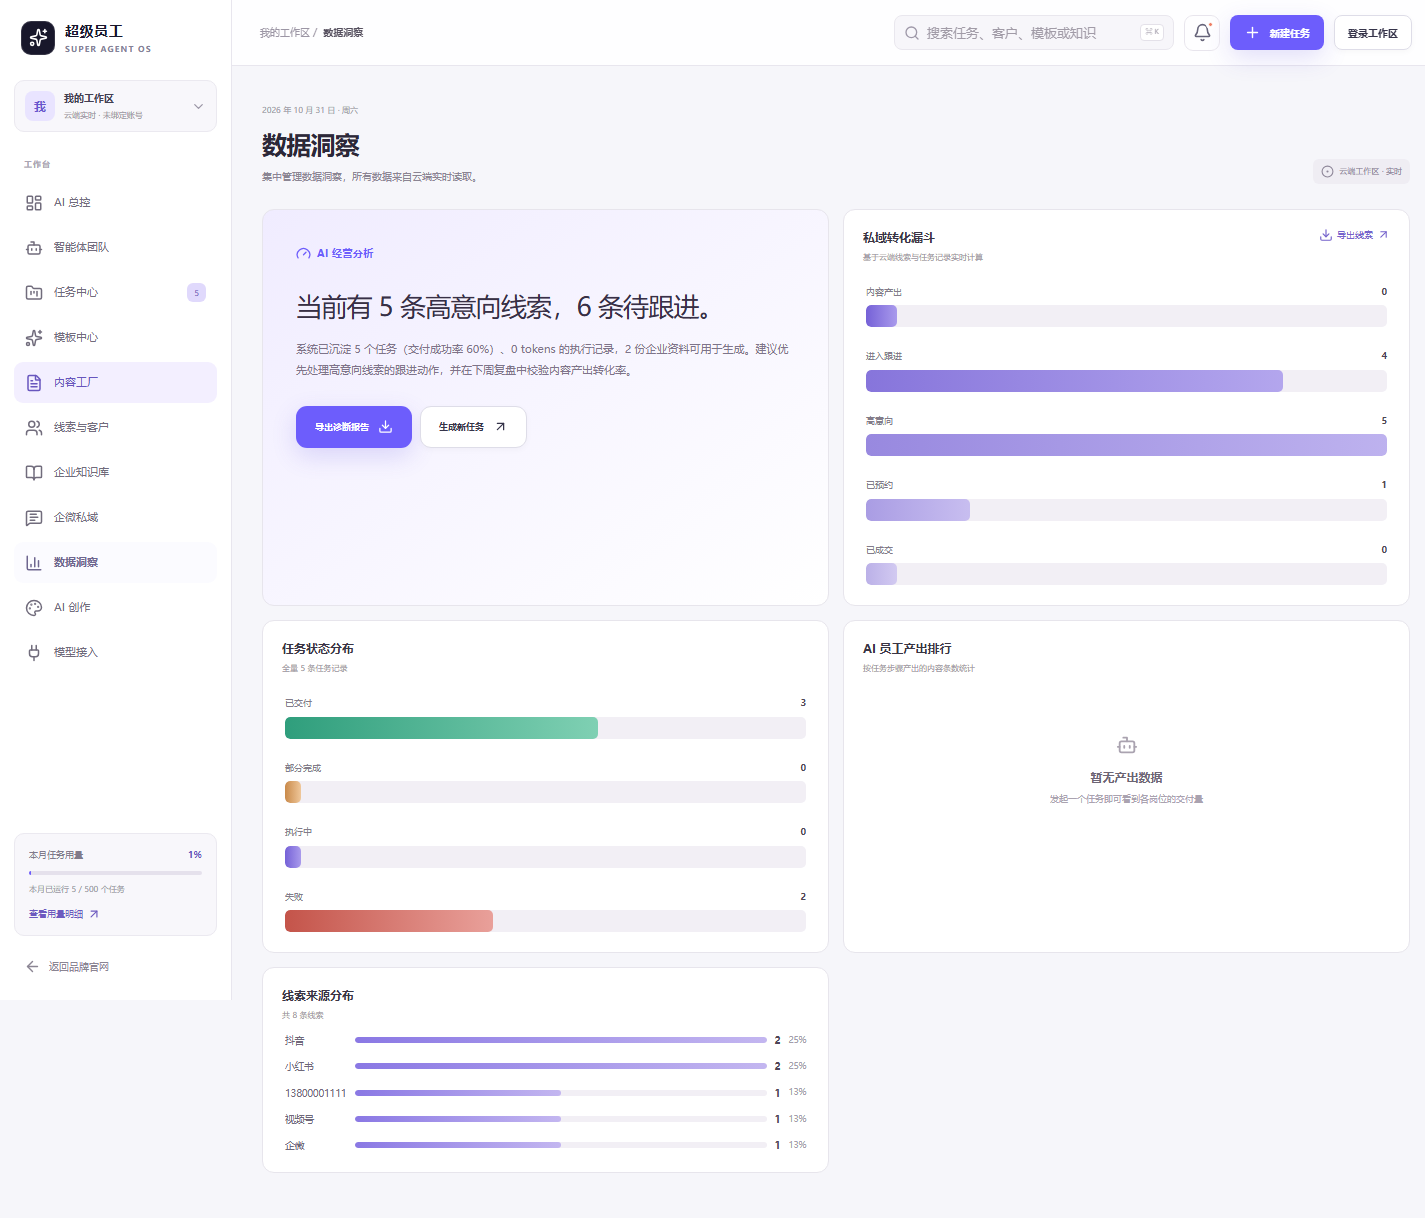 超级员工
SUPER AGENT OS
我的工作区 / 数据洞察
搜索任务、客户、模板或知识
⌘ K
新建任务
登录工作区
我
我的工作区
云端实时 · 未绑定账号
工作台
AI 总控
智能体团队
任务中心
5
模板中心
内容工厂
线索与客户
企业知识库
企微私域
数据洞察
AI 创作
模型接入
本月任务用量
1%
本月已运行 5 / 500 个任务
查看用量明细
返回品牌官网
2026 年 10 月 31 日 · 周六
数据洞察
集中管理数据洞察，所有数据来自云端实时读取。
云端工作区 · 实时
AI 经营分析
当前有 5 条高意向线索，6 条待跟进。
系统已沉淀 5 个任务（交付成功率 60%）、0 tokens 的执行记录，2 份企业资料可用于生成。建议优
先处理高意向线索的跟进动作，并在下周复盘中校验内容产出转化率。
导出诊断报告
生成新任务
私域转化漏斗
导出线索
基于云端线索与任务记录实时计算
内容产出 0
进入跟进 4
高意向 5
已预约 1
已成交 0
任务状态分布
全量 5 条任务记录
已交付 3
部分完成 0
执行中 0
失败 2
AI 员工产出排行
按任务步骤产出的内容条数统计
暂无产出数据
发起一个任务即可看到各岗位的交付量
线索来源分布
共 8 条线索
抖音 2 25%
小红书 2 25%
13800001111 1 13%
视频号 1 13%
企微 1 13%